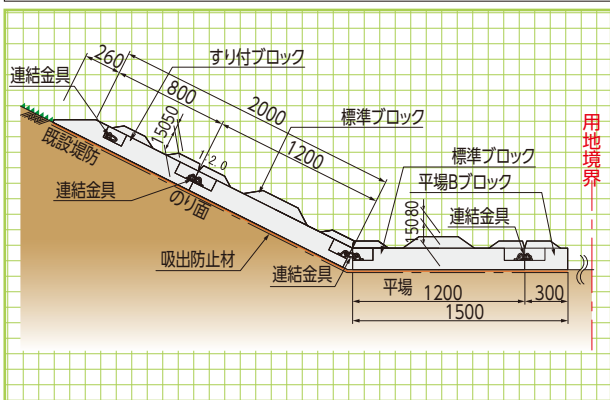 260
すり付ブロック
連結金具
800
2000
標準ブロック
1200
15050
1:2.0
既設堤防
連結金具
のり面
吸出防止材
連結金具
用地境界
標準ブロック
平場Bブロック
連結金具
15080
平場
1200
300
1500